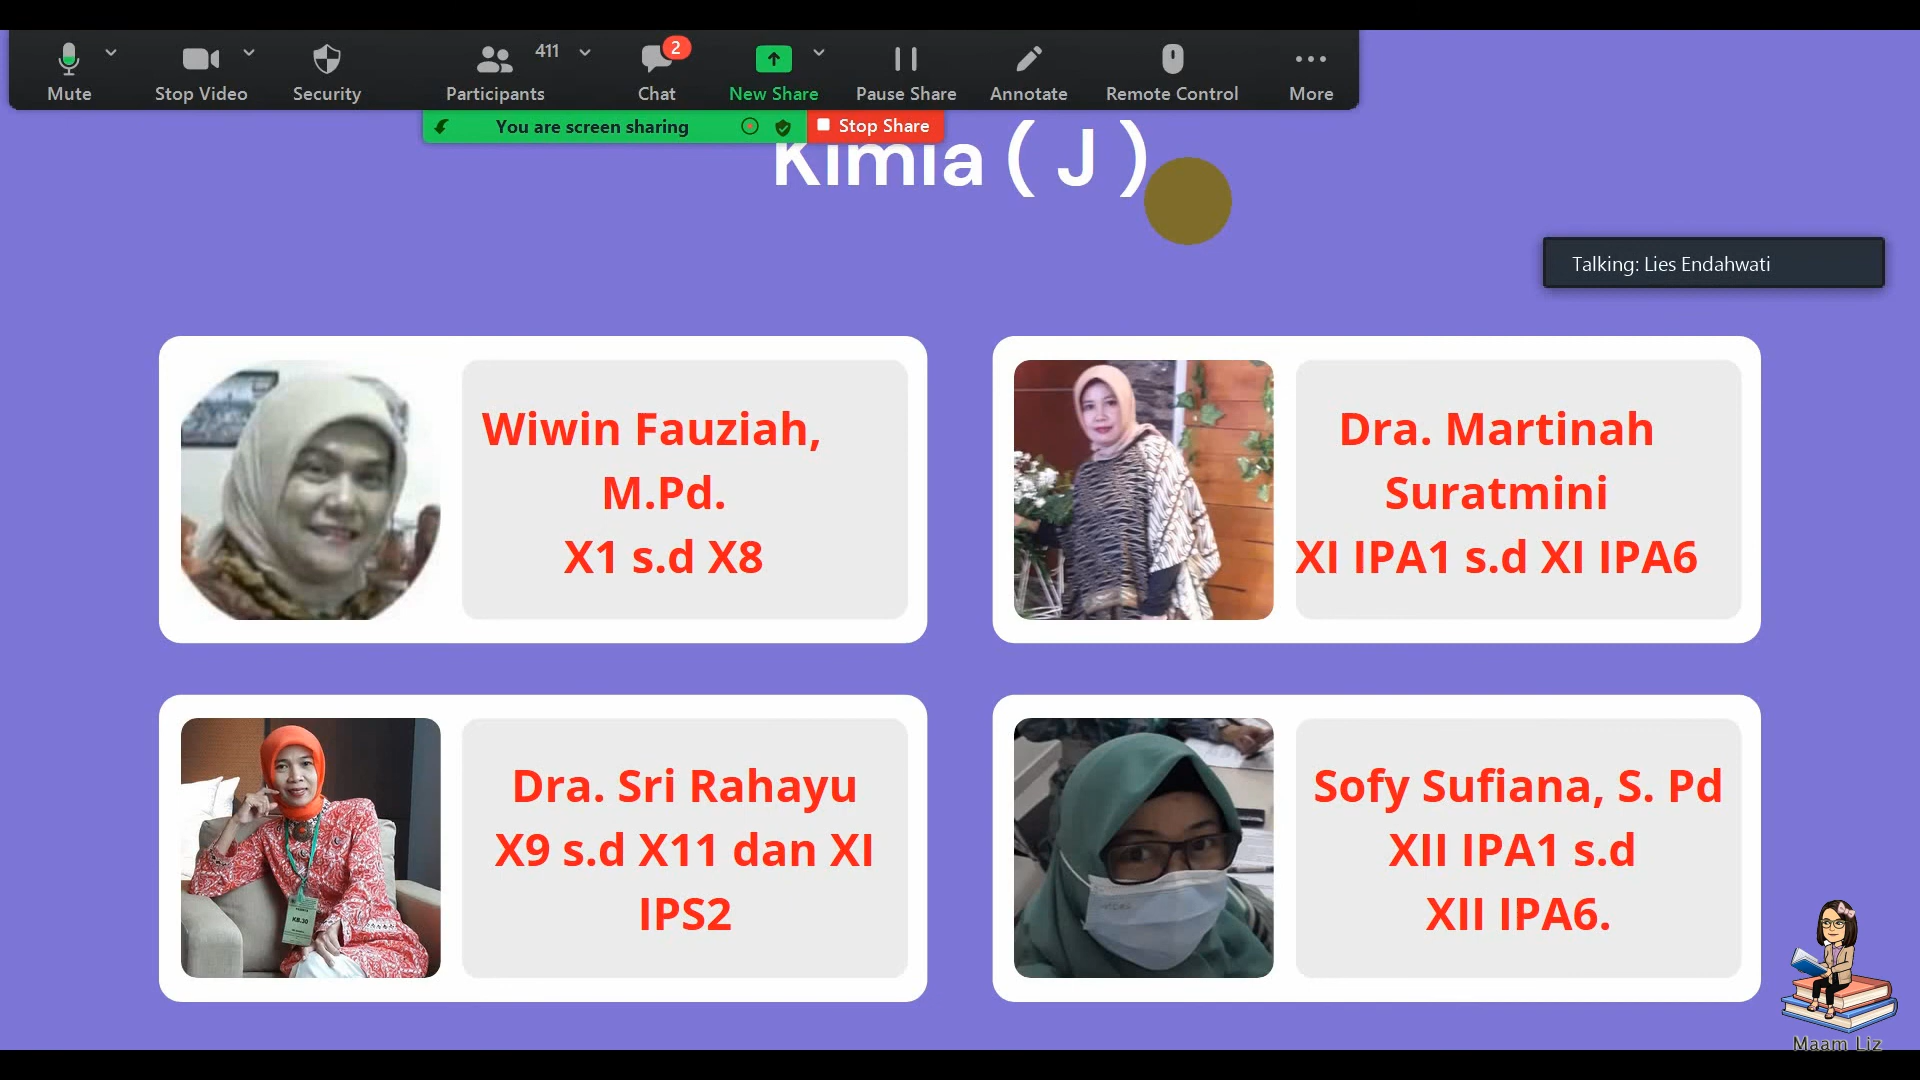 411
2
Mute
Stop Video
Security
Participants
Chat
New Share
Pause Share
Annotate
Remote Control
More
You are screen sharing
Stop Share
Kimia ( J )
Talking: Lies Endahwati
Wiwin Fauziah,
M.Pd.
X1 s.d X8
Dra. Martinah
Suratmini
XI IPA1 s.d XI IPA6
Dra. Sri Rahayu
X9 s.d X11 dan XI
IPS2
KB.30
Sofy Sufiana, S. Pd
XII IPA1 s.d
XII IPA6.
Maam Liz